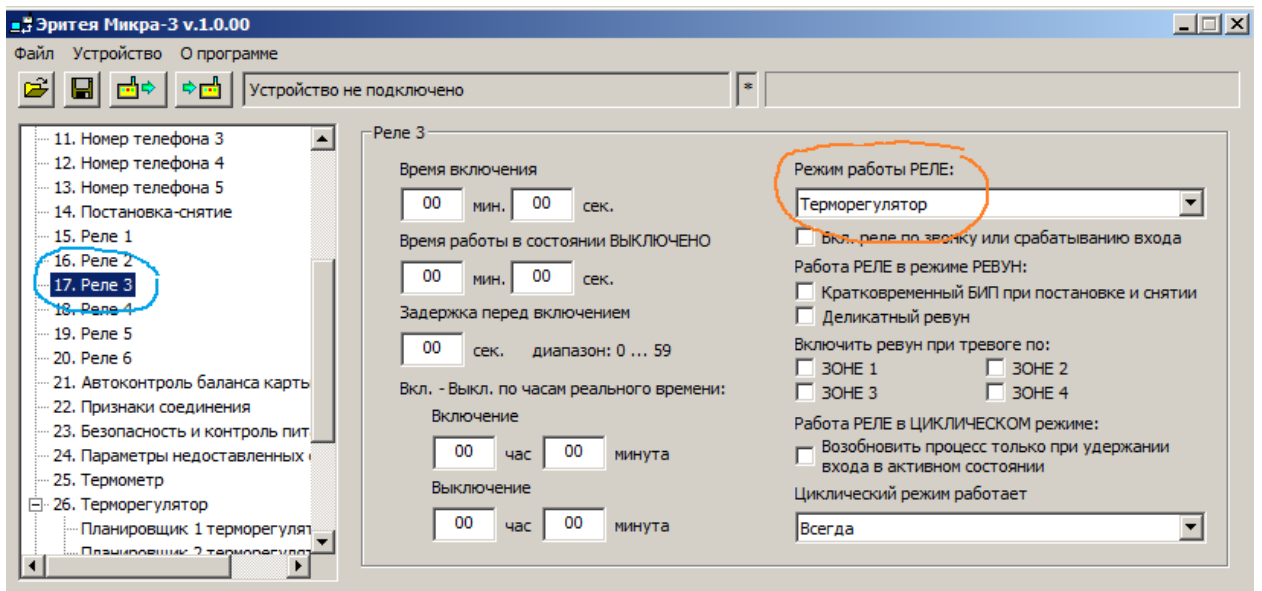 Эритея Микра-3 v.1.0.00
Файл Устройство О программе
Устройство не подключено *
11. Номер телефона 3
12. Номер телефона 4
13. Номер телефона 5
14. Постановка-снятие
15. Реле 1
16. Реле 2
17. Реле 3
18. Реле 4
19. Реле 5
20. Реле 6
21. Автоконтроль баланса карты
22. Признаки соединения
23. Безопасность и контроль пит
24. Параметры недоставленных
25. Термометр
26. Терморегулятор
Планировщик 1 терморегулят
Планировщик 2 терморегулят
Реле 3
Время включения
00 мин. 00 сек.
Время работы в состоянии ВЫКЛЮЧЕНО
00 мин. 00 сек.
Задержка перед включением
00 сек. диапазон: 0 ... 59
Вкл. - Выкл. по часам реального времени:
Включение
00 час 00 минута
Выключение
00 час 00 минута
Режим работы РЕЛЕ:
Терморегулятор
Вкл. реле по звонку или срабатыванию входа
Работа РЕЛЕ в режиме РЕВУН:
Кратковременный БИП при постановке и снятии
Деликатный ревун
Включить ревун при тревоге по:
ЗОНЕ 1 ЗОНЕ 2
ЗОНЕ 3 ЗОНЕ 4
Работа РЕЛЕ в ЦИКЛИЧЕСКОМ режиме:
Возобновить процесс только при удержании
входа в активном состоянии
Циклический режим работает
Всегда